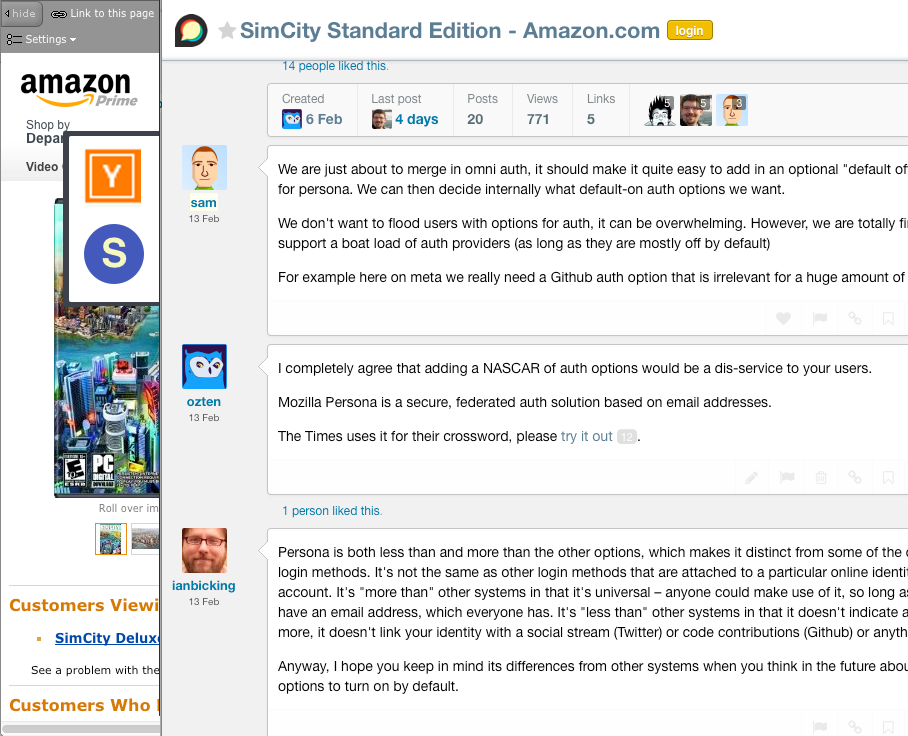 hide
Link to this page
Settings
amazon
Prime
Shop by
Depar
Video
Y
S
PC
DIGITAL
DOWNLOAD
E
ESRB
Roll over im
Customers Viewi
SimCity Delux
See a problem with the
Customers Who
SimCity Standard Edition - Amazon.com
login
14 people liked this.
Created
6 Feb
Last post
4 days
Posts
20
Views
771
Links
5
5
5
3
sam
13 Feb
We are just about to merge in omni auth, it should make it quite easy to add in an optional "default of
for persona. We can then decide internally what default-on auth options we want.
We don't want to flood users with options for auth, it can be overwhelming. However, we are totally fi
support a boat load of auth providers (as long as they are mostly off by default)
For example here on meta we really need a Github auth option that is irrelevant for a huge amount of
ozten
13 Feb
I completely agree that adding a NASCAR of auth options would be a dis-service to your users.
Mozilla Persona is a secure, federated auth solution based on email addresses.
The Times uses it for their crossword, please try it out 12.
1 person liked this.
ianbicking
13 Feb
Persona is both less than and more than the other options, which makes it distinct from some of the
login methods. It's not the same as other login methods that are attached to a particular online identi
account. It's "more than" other systems in that it's universal – anyone could make use of it, so long as
have an email address, which everyone has. It's "less than" other systems in that it doesn't indicate a
more, it doesn't link your identity with a social stream (Twitter) or code contributions (Github) or anyth
Anyway, I hope you keep in mind its differences from other systems when you think in the future abou
options to turn on by default.